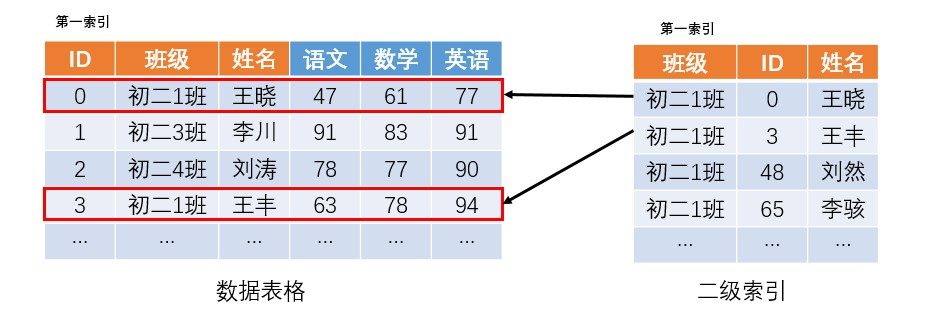 第一索引
ID 班级 姓名 语文 数学 英语
0 初二1班 王晓 47 61 77
1 初二3班 李川 91 83 91
2 初二4班 刘涛 78 77 90
3 初二1班 王丰 63 78 94
... ... ... ... ... ...
数据表格
第一索引
班级 ID 姓名
初二1班 0 王晓
初二1班 3 王丰
初二1班 48 刘然
初二1班 65 李骇
... ... ...
二级索引